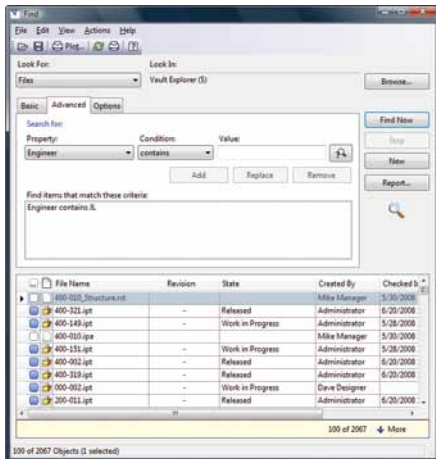 Find
File Edit View Actions Help
Plot...
Look For: Look In:
Files Vault Explorer (5) Browse...
Basic Advanced Options
Search for: Find Now
Property: Condition: Value: Stop
Engineer contains
New
Add Replace Remove
Report...
Find items that match these criteria:
Engineer contains JL
File Name Revision State Created By Checked In
400-010_Structure.rst Mike Manager 5/30/2008
400-321.ipt - Released Administrator 6/20/2008
400-149.ipt - Work in Progress Administrator 5/28/2008
400-010.ipe Mike Manager 5/30/2008
400-151.ipt - Work in Progress Administrator 5/28/2008
400-002.ipt - Released Administrator 6/20/2008
400-319.ipt - Released Administrator 6/20/2008
000-002.ipt - Work in Progress Dave Designer
200-011.ipt - Released Administrator 6/20/2008
100 of 2067 More
100 of 2067 Objects (1 selected)